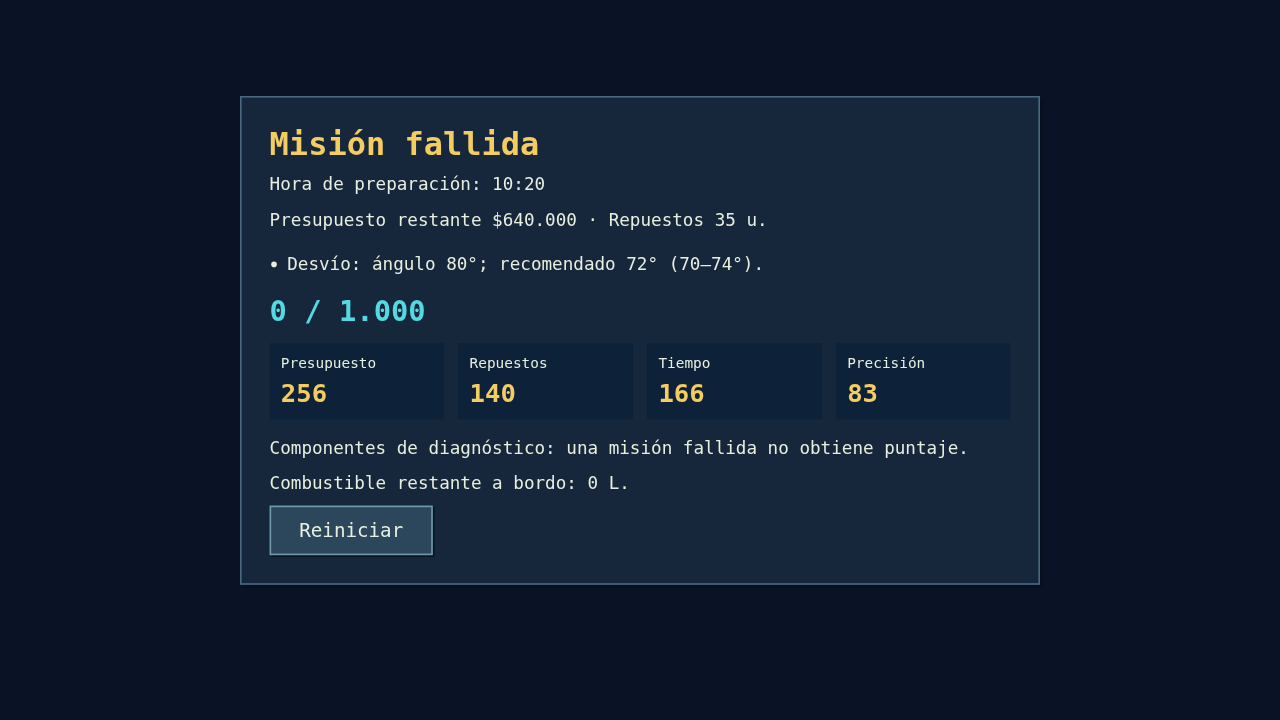 Misión fallida
Hora de preparación: 10:20
Presupuesto restante $640.000 · Repuestos 35 u.
• Desvío: ángulo 80°; recomendado 72° (70–74°).
0 / 1.000
Presupuesto Repuestos Tiempo Precisión
256 140 166 83
Componentes de diagnóstico: una misión fallida no obtiene puntaje.
Combustible restante a bordo: 0 L.
Reiniciar